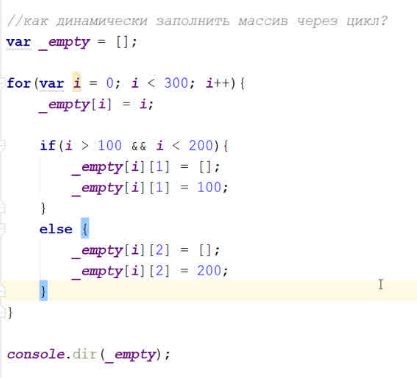 //как динамически заполнить массив через цикл?
var _empty = [];
for(var i = 0; i < 300; i++){
_empty[i] = i;
if(i > 100 && i < 200){
_empty[i][1] = [];
_empty[i][1] = 100;
}
else {
_empty[i][2] = [];
_empty[i][2] = 200;
}
}
console.dir(_empty);